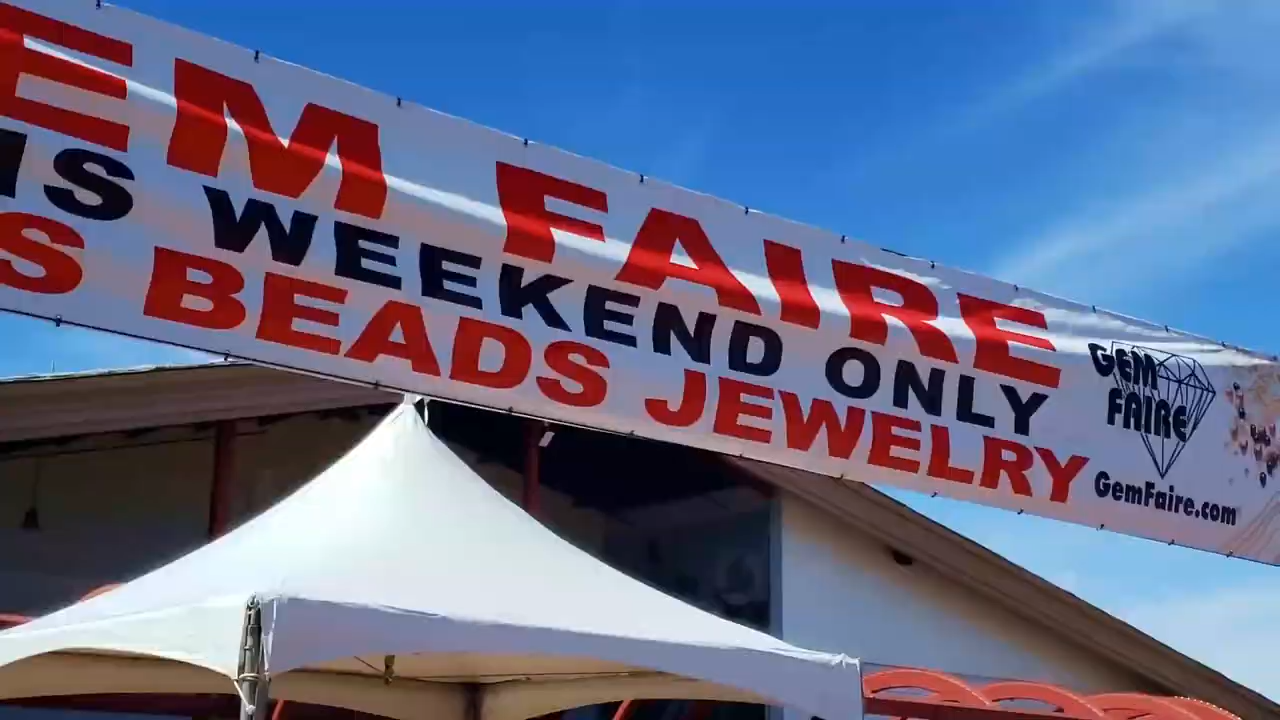 EM FAIRE
IS WEEKEND ONLY
S BEADS JEWELRY
GEM
FAIRE
GemFaire.com